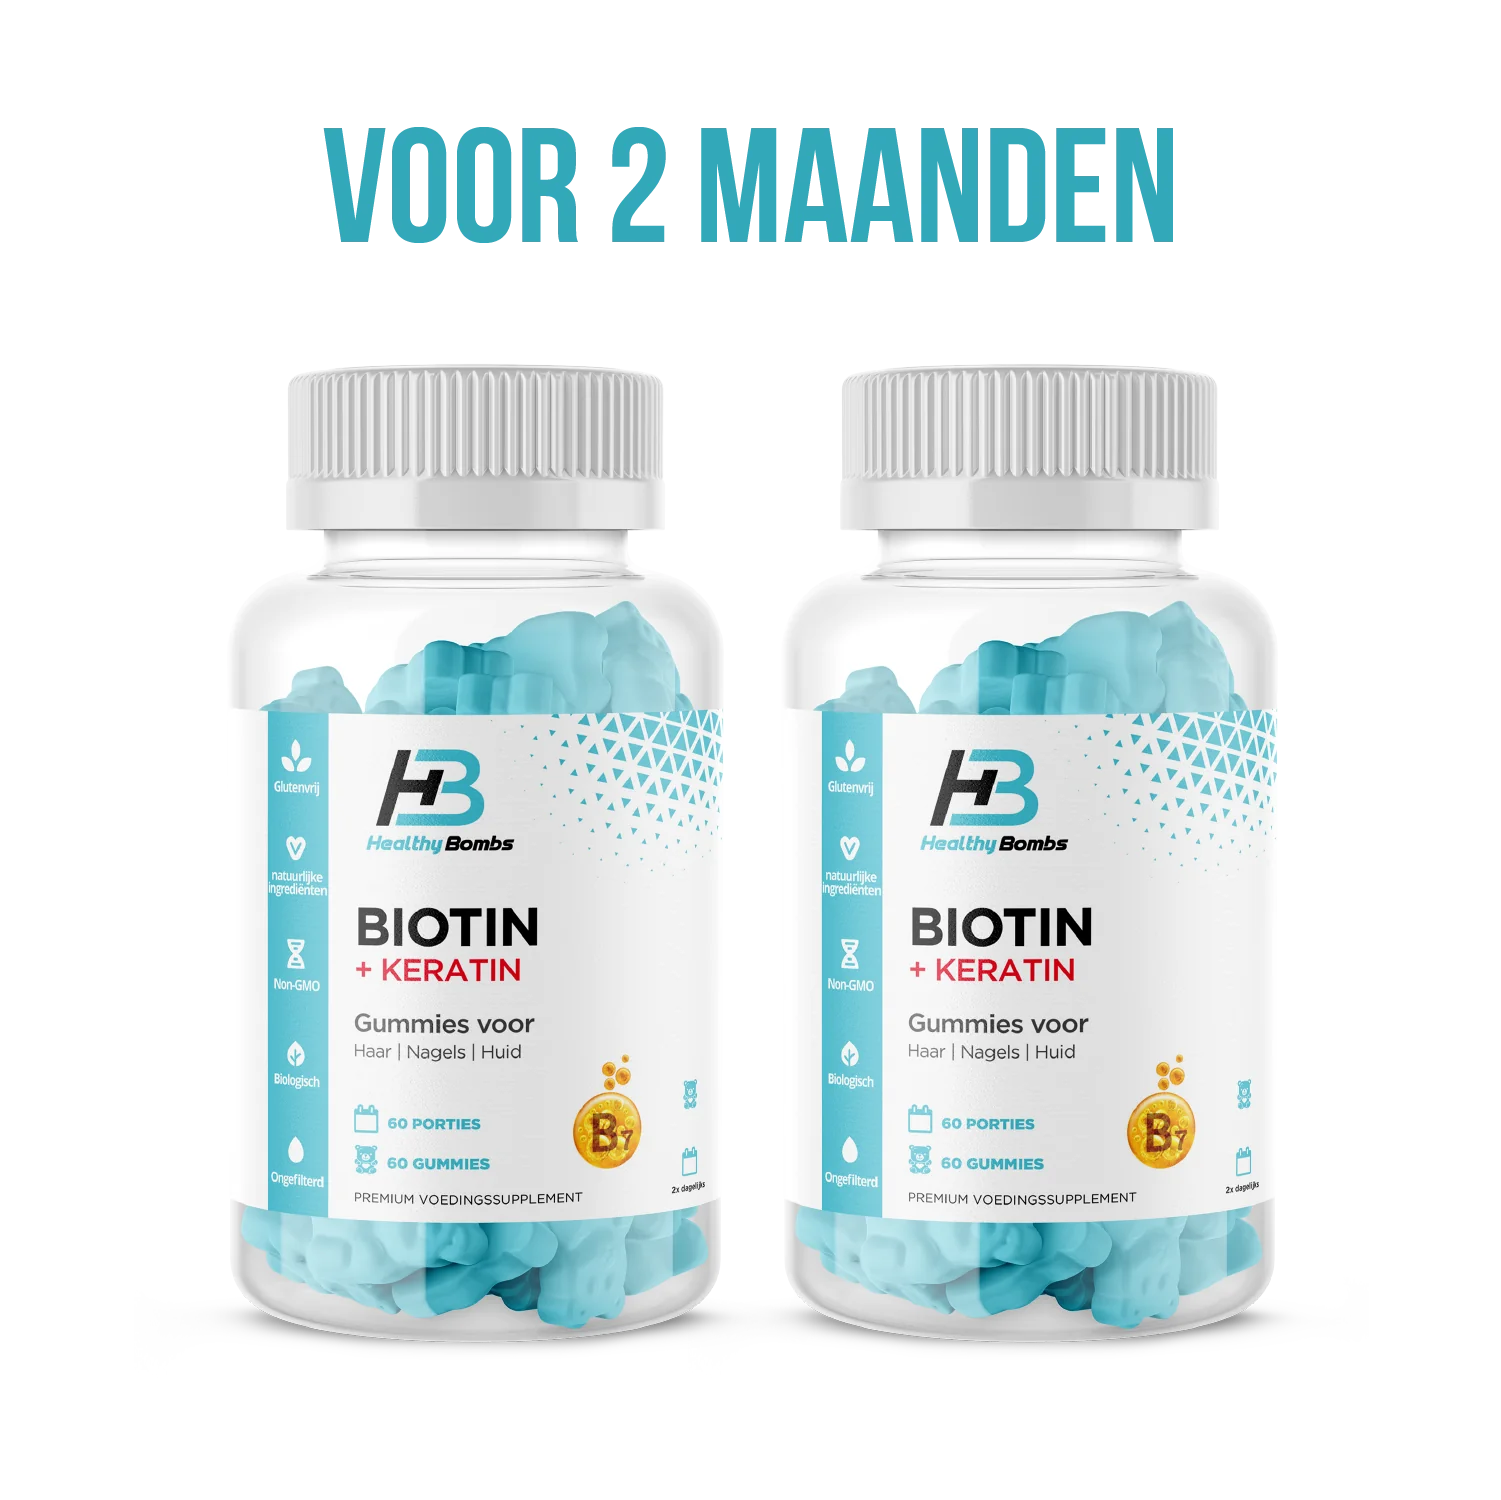 VOOR 2 MAANDEN
HB
Healthy Bombs
BIOTIN
+ KERATIN
Gummies voor
Haar | Nagels | Huid
60 PORTIES
60 GUMMIES
PREMIUM VOEDINGSSUPPLEMENT
Glutenvrij
natuurlijke
ingrediënten
Non-GMO
Biologisch
Ongefilterd
B7
2x dagelijks
HB
Healthy Bombs
BIOTIN
+ KERATIN
Gummies voor
Haar | Nagels | Huid
60 PORTIES
60 GUMMIES
PREMIUM VOEDINGSSUPPLEMENT
Glutenvrij
natuurlijke
ingrediënten
Non-GMO
Biologisch
Ongefilterd
B7
2x dagelijks